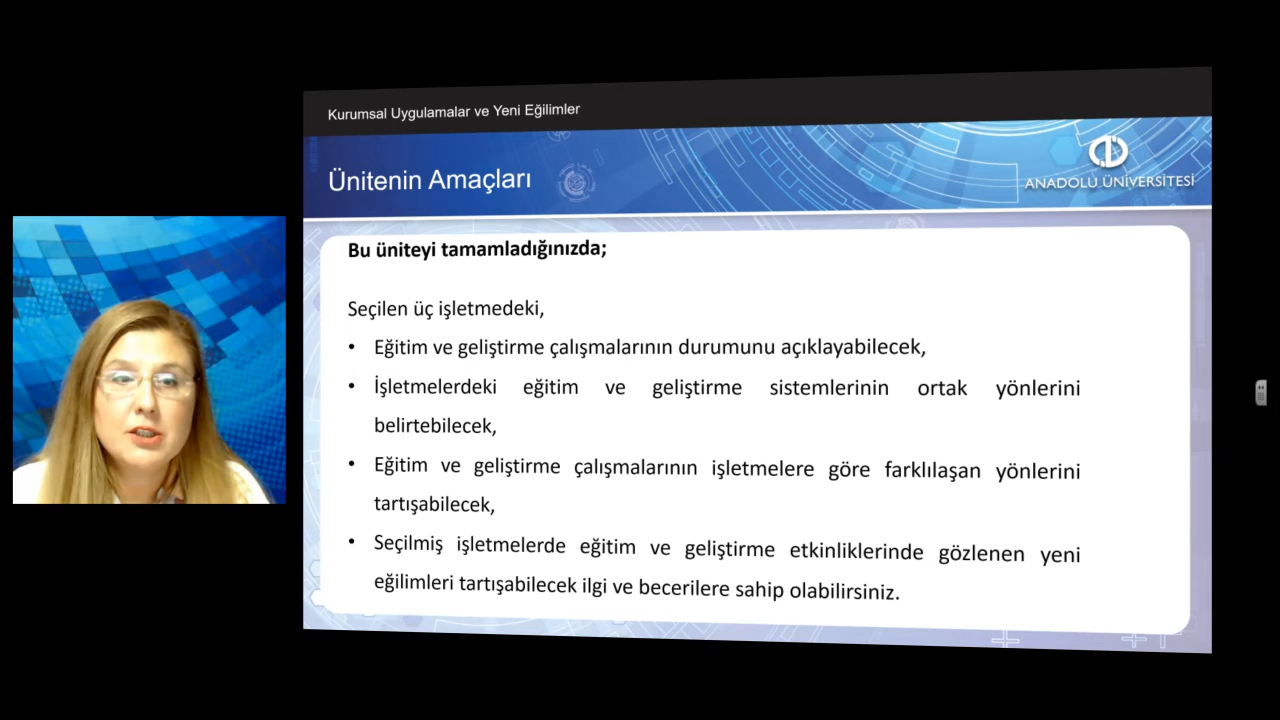 Kurumsal Uygulamalar ve Yeni Eğilimler
Ünitenin Amaçları
ANADOLU ÜNİVERSİTESİ
Bu üniteyi tamamladığınızda;
Seçilen üç işletmedeki,
• Eğitim ve geliştirme çalışmalarının durumunu açıklayabilecek,
• İşletmelerdeki eğitim ve geliştirme sistemlerinin ortak yönlerini
belirtebilecek,
• Eğitim ve geliştirme çalışmalarının işletmelere göre farklılaşan yönlerini
tartışabilecek,
• Seçilmiş işletmelerde eğitim ve geliştirme etkinliklerinde gözlenen yeni
eğilimleri tartışabilecek ilgi ve becerilere sahip olabilirsiniz.